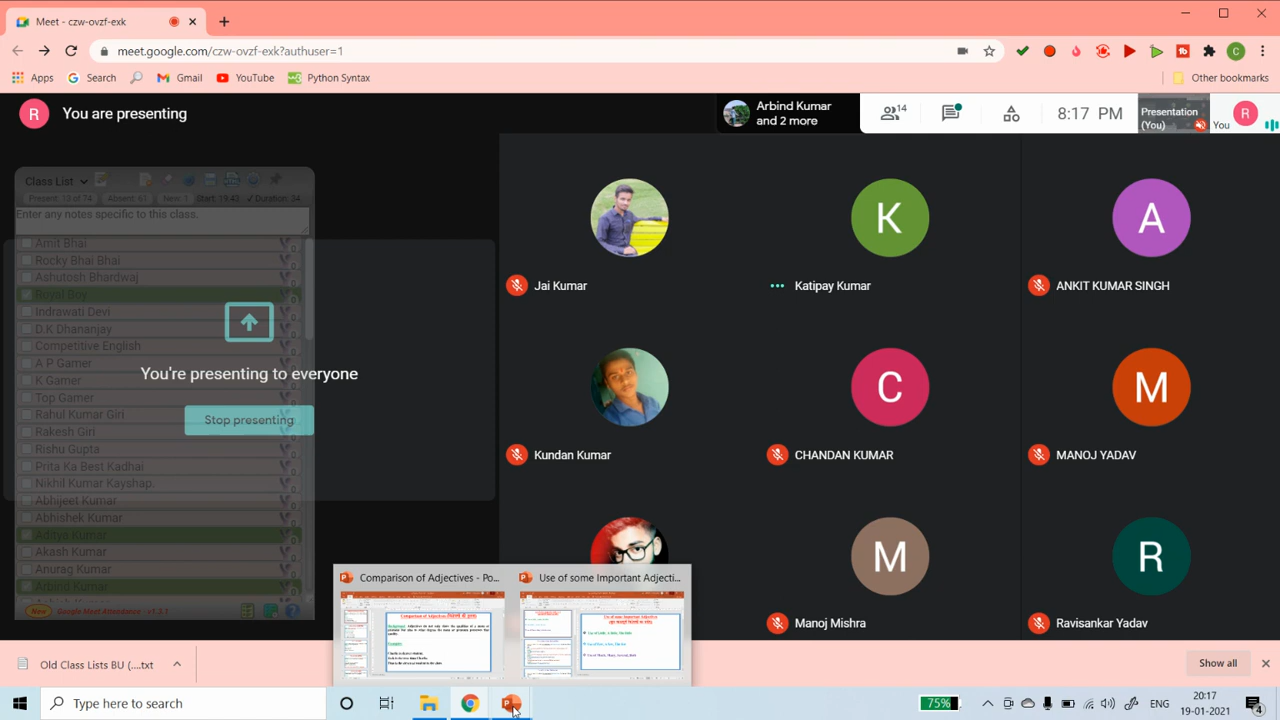 Meet - czw-ovzf-exk
meet.google.com/czw-ovzf-exk?authuser=1
Apps
Search
Gmail
YouTube
Python Syntax
Other bookmarks
R
You are presenting
Arbind Kumar
and 2 more
14
8:17 PM
Presentation
(You)
You
R
Class List
Start: 19:42
Enter any notes specific to this class.
Amit Bhai
Rocky Bhai Bhai
Ashutosh Bhardwaj
Royal Boy
Indrawati Devi
D.K Dhananjay
Competitive English
A P Gamer
K Gamer
Top Gamer
Rahul Kumar Giri
Rakesh Giri
Rishu Gupta
Prita Ka Best Kadhai
Nikhil Kumar Kayshap.
Abhijeet Kumar
Abhishek Kumar
Aditya Kumar
Akash Kumar
Anurag Kumar
Arbind Kumar
New
Google Meet Attendance
You're presenting to everyone
Stop presenting
Jai Kumar
K
Katipay Kumar
A
ANKIT KUMAR SINGH
Kundan Kumar
C
CHANDAN KUMAR
M
MANOJ YADAV
M
Manoj Mishra
R
Ravisankar Yadav
Comparison of Adjectives - Po...
Use of some Important Adjecti...
Show
Type here to search
75%
ENG
20:17
19-01-2021
4